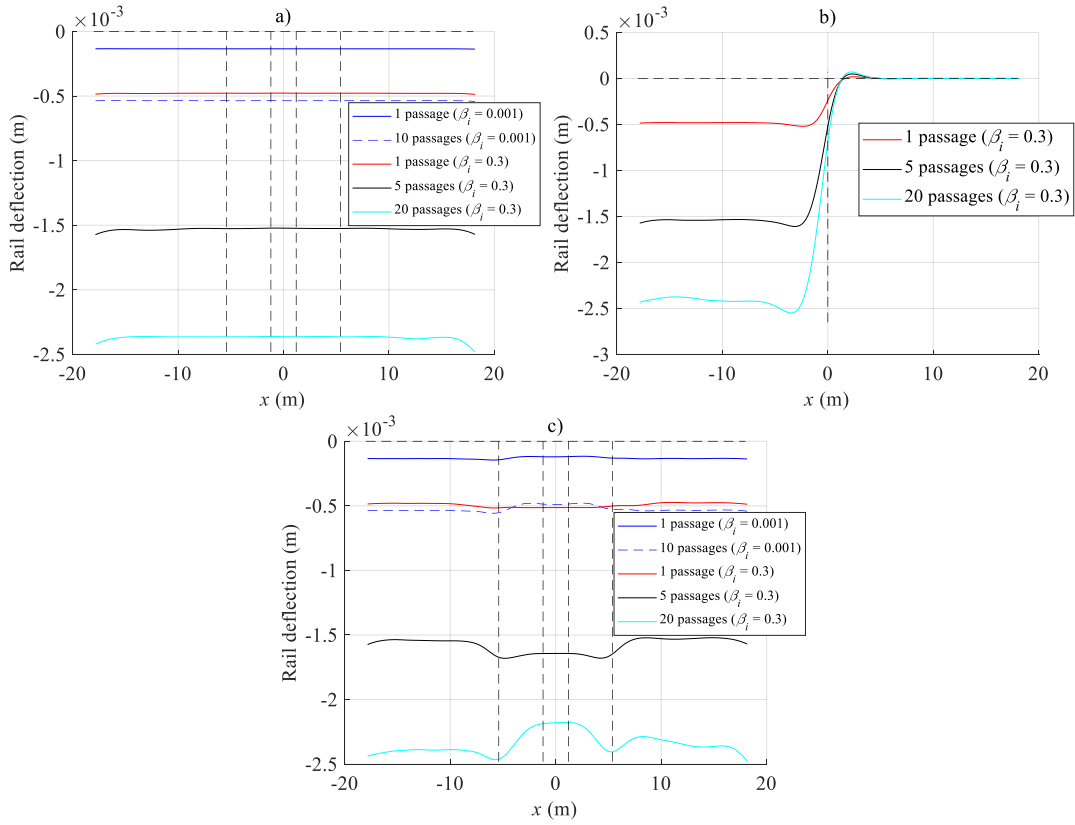 a)
×10⁻³
0
-0.5
-1
-1.5
-2
-2.5
-20
-10
0
10
20
Rail deflection (m)
x (m)
1 passage (βᵢ = 0.001)
10 passages (βᵢ = 0.001)
1 passage (βᵢ = 0.3)
5 passages (βᵢ = 0.3)
20 passages (βᵢ = 0.3)
b)
×10⁻³
0.5
0
-0.5
-1
-1.5
-2
-2.5
-3
-20
-10
0
10
20
Rail deflection (m)
x (m)
1 passage (βᵢ = 0.3)
5 passages (βᵢ = 0.3)
20 passages (βᵢ = 0.3)
c)
×10⁻³
0
-0.5
-1
-1.5
-2
-2.5
-20
-10
0
10
20
Rail deflection (m)
x (m)
1 passage (βᵢ = 0.001)
10 passages (βᵢ = 0.001)
1 passage (βᵢ = 0.3)
5 passages (βᵢ = 0.3)
20 passages (βᵢ = 0.3)